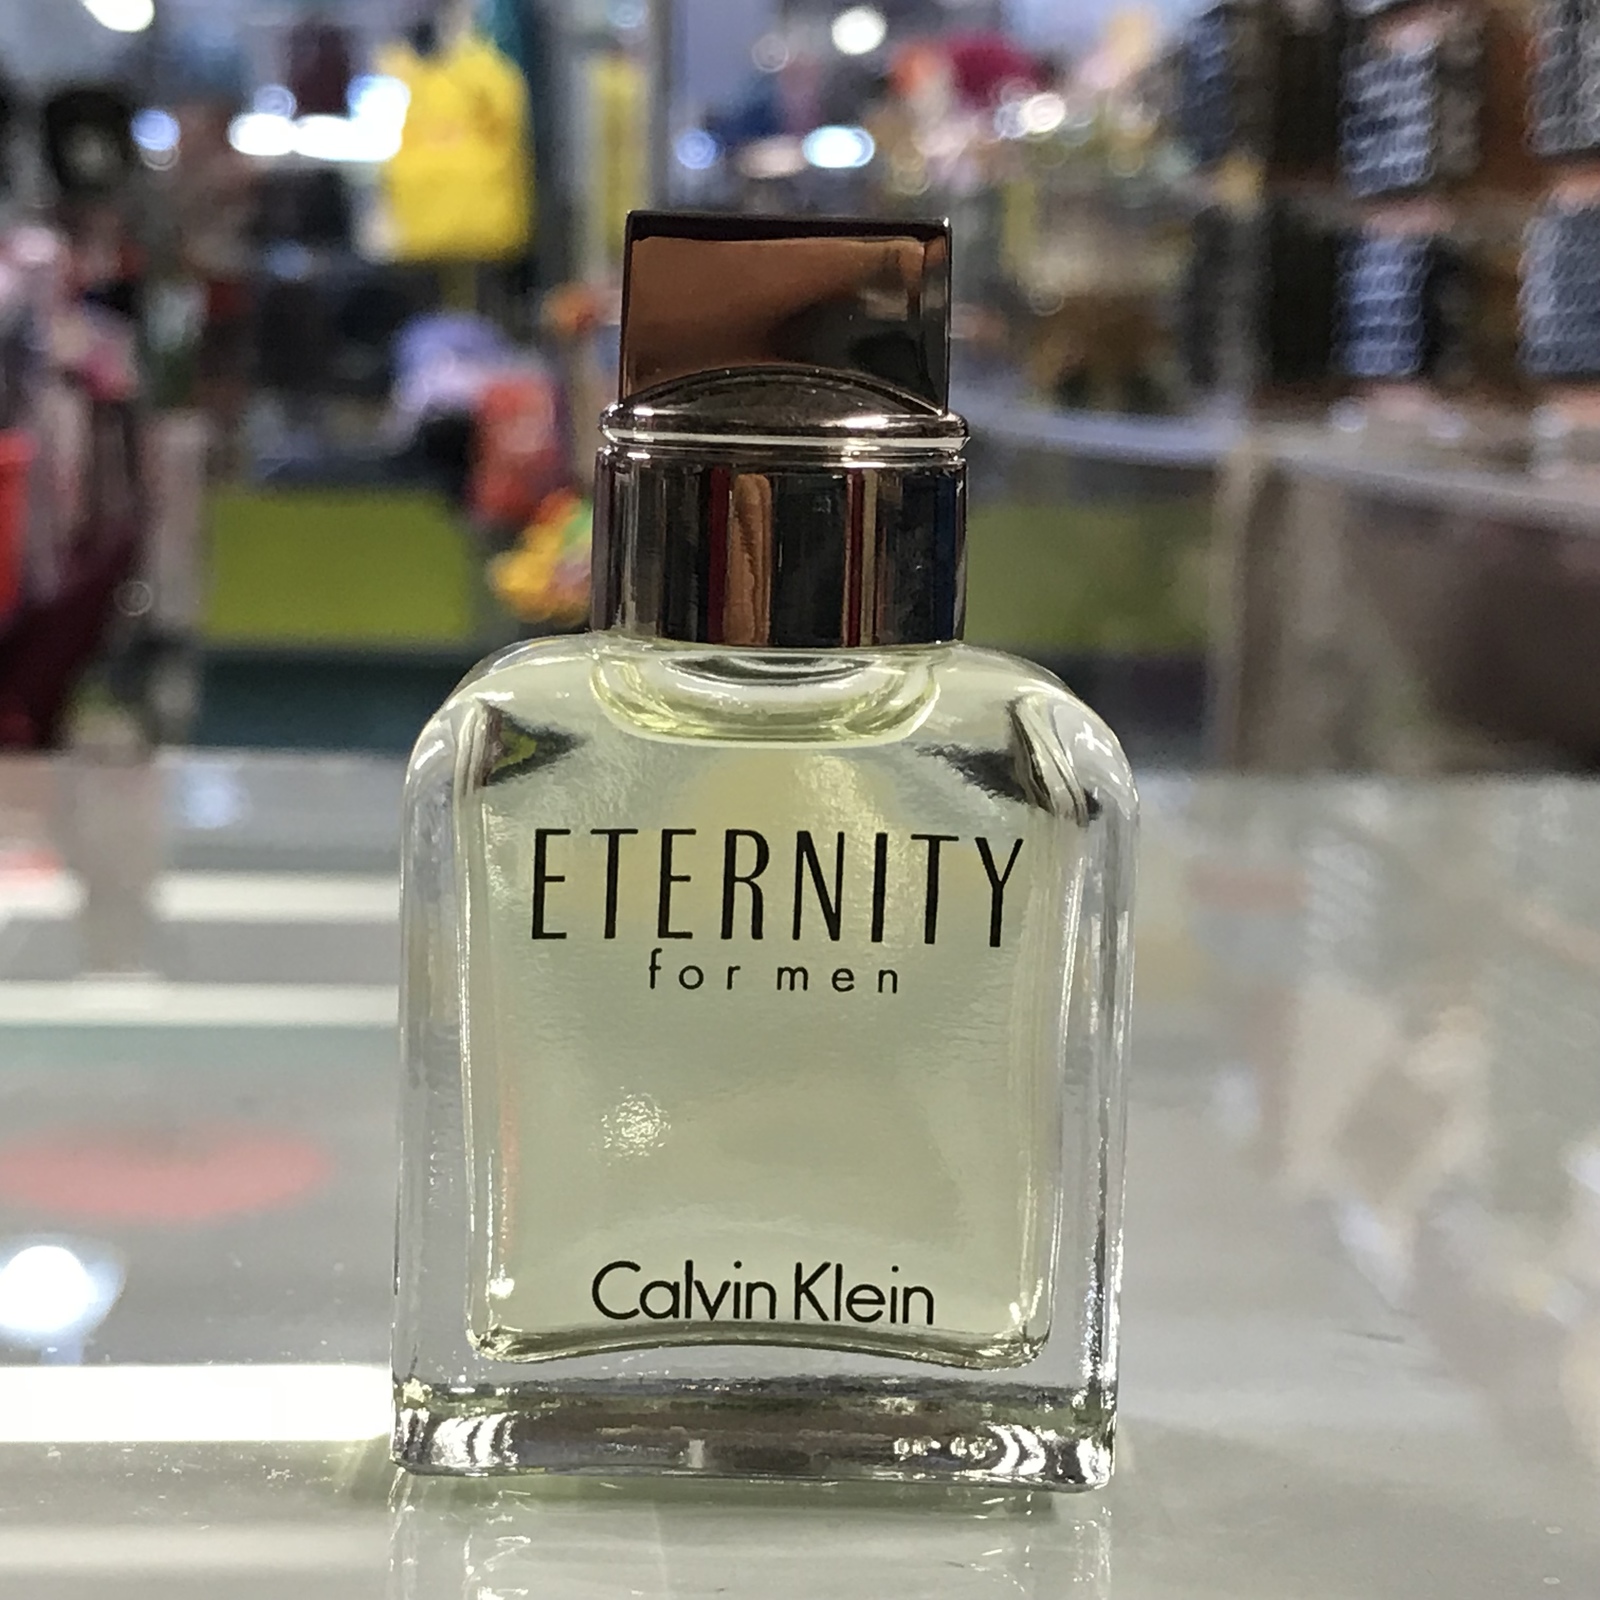 ETERNITY
for men
Calvin Klein